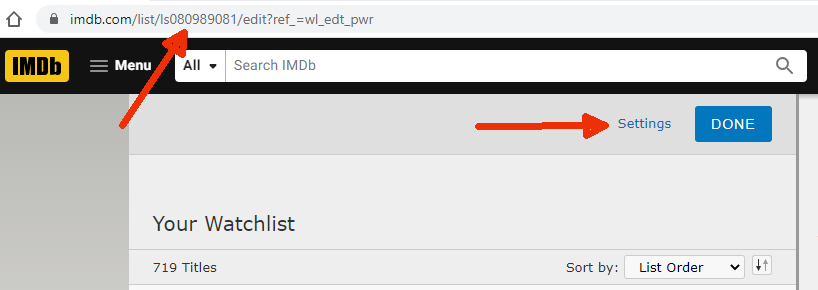 imdb.com/list/ls080989081/edit?ref_=wl_edt_pwr
IMDb Menu All Search IMDb
Settings DONE
Your Watchlist
719 Titles Sort by: List Order